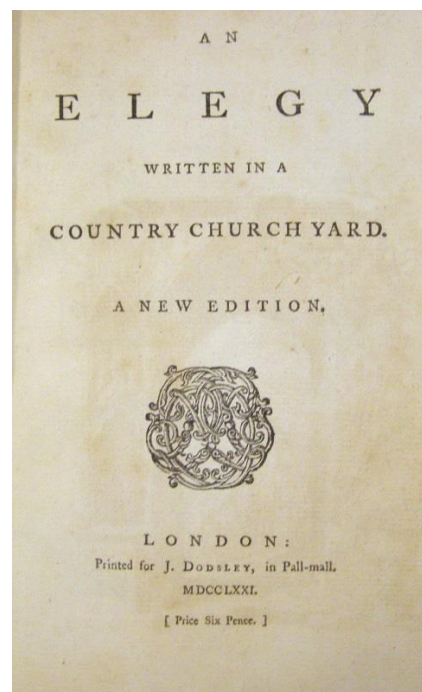 AN
ELEGY
WRITTEN IN A
COUNTRY CHURCH YARD.
A NEW EDITION.
LONDON:
Printed for J. DODSLEY, in Pall-mall.
MDCCLXXI.
[ Price Six Pence. ]